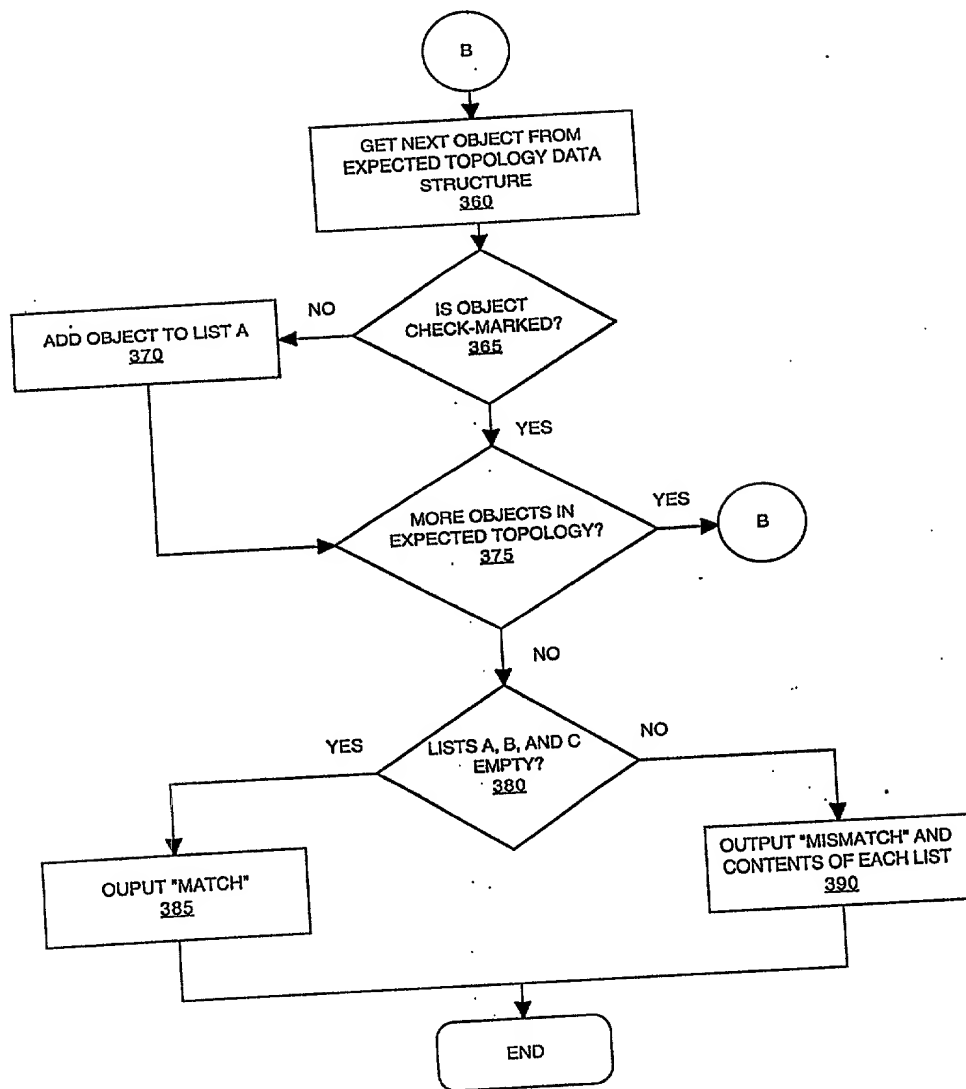 B
GET NEXT OBJECT FROM
EXPECTED TOPOLOGY DATA
STRUCTURE
360
NO
IS OBJECT
CHECK-MARKED?
365
ADD OBJECT TO LIST A
370
YES
MORE OBJECTS IN
EXPECTED TOPOLOGY?
375
YES
B
NO
YES
LISTS A, B, AND C
EMPTY?
380
NO
OUPUT "MATCH"
385
OUTPUT "MISMATCH" AND
CONTENTS OF EACH LIST
390
END